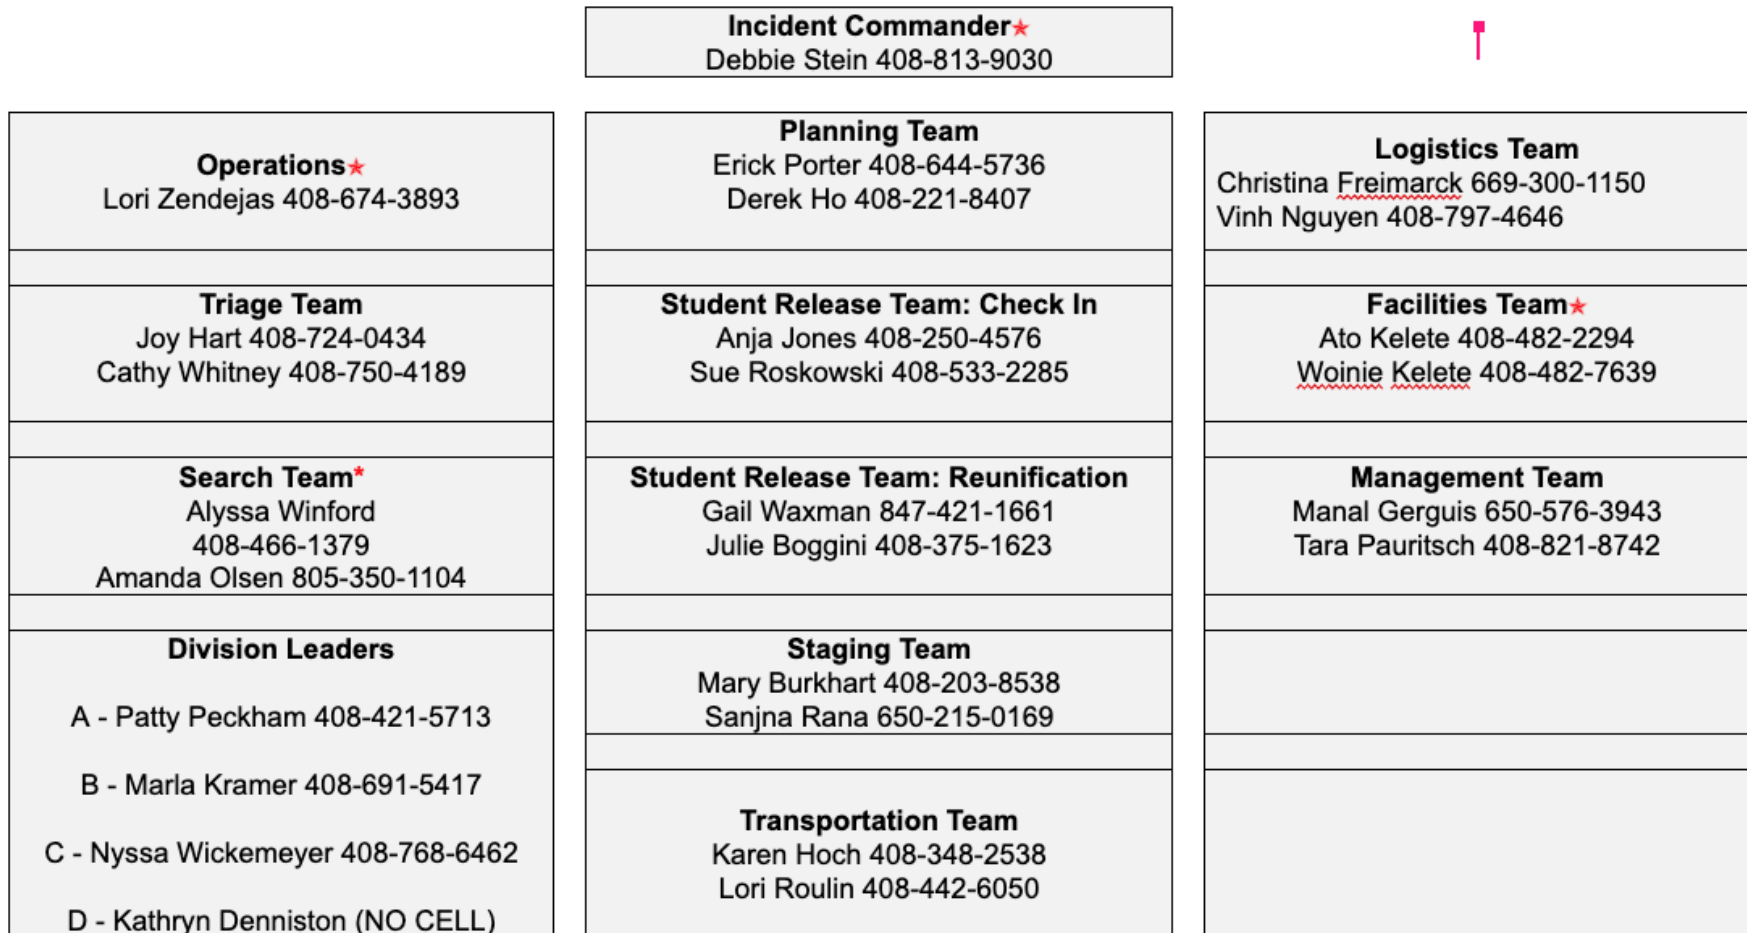 Incident Commander★
Debbie Stein 408-813-9030
Operations★
Lori Zendejas 408-674-3893
Triage Team
Joy Hart 408-724-0434
Cathy Whitney 408-750-4189
Search Team*
Alyssa Winford
408-466-1379
Amanda Olsen 805-350-1104
Division Leaders
A - Patty Peckham 408-421-5713
B - Marla Kramer 408-691-5417
C - Nyssa Wickemeyer 408-768-6462
D - Kathryn Denniston (NO CELL)
Planning Team
Erick Porter 408-644-5736
Derek Ho 408-221-8407
Student Release Team: Check In
Anja Jones 408-250-4576
Sue Roskowski 408-533-2285
Student Release Team: Reunification
Gail Waxman 847-421-1661
Julie Boggini 408-375-1623
Staging Team
Mary Burkhart 408-203-8538
Sanjna Rana 650-215-0169
Transportation Team
Karen Hoch 408-348-2538
Lori Roulin 408-442-6050
Logistics Team
Christina Freimarck 669-300-1150
Vinh Nguyen 408-797-4646
Facilities Team★
Ato Kelete 408-482-2294
Woinie Kelete 408-482-7639
Management Team
Manal Gerguis 650-576-3943
Tara Pauritsch 408-821-8742